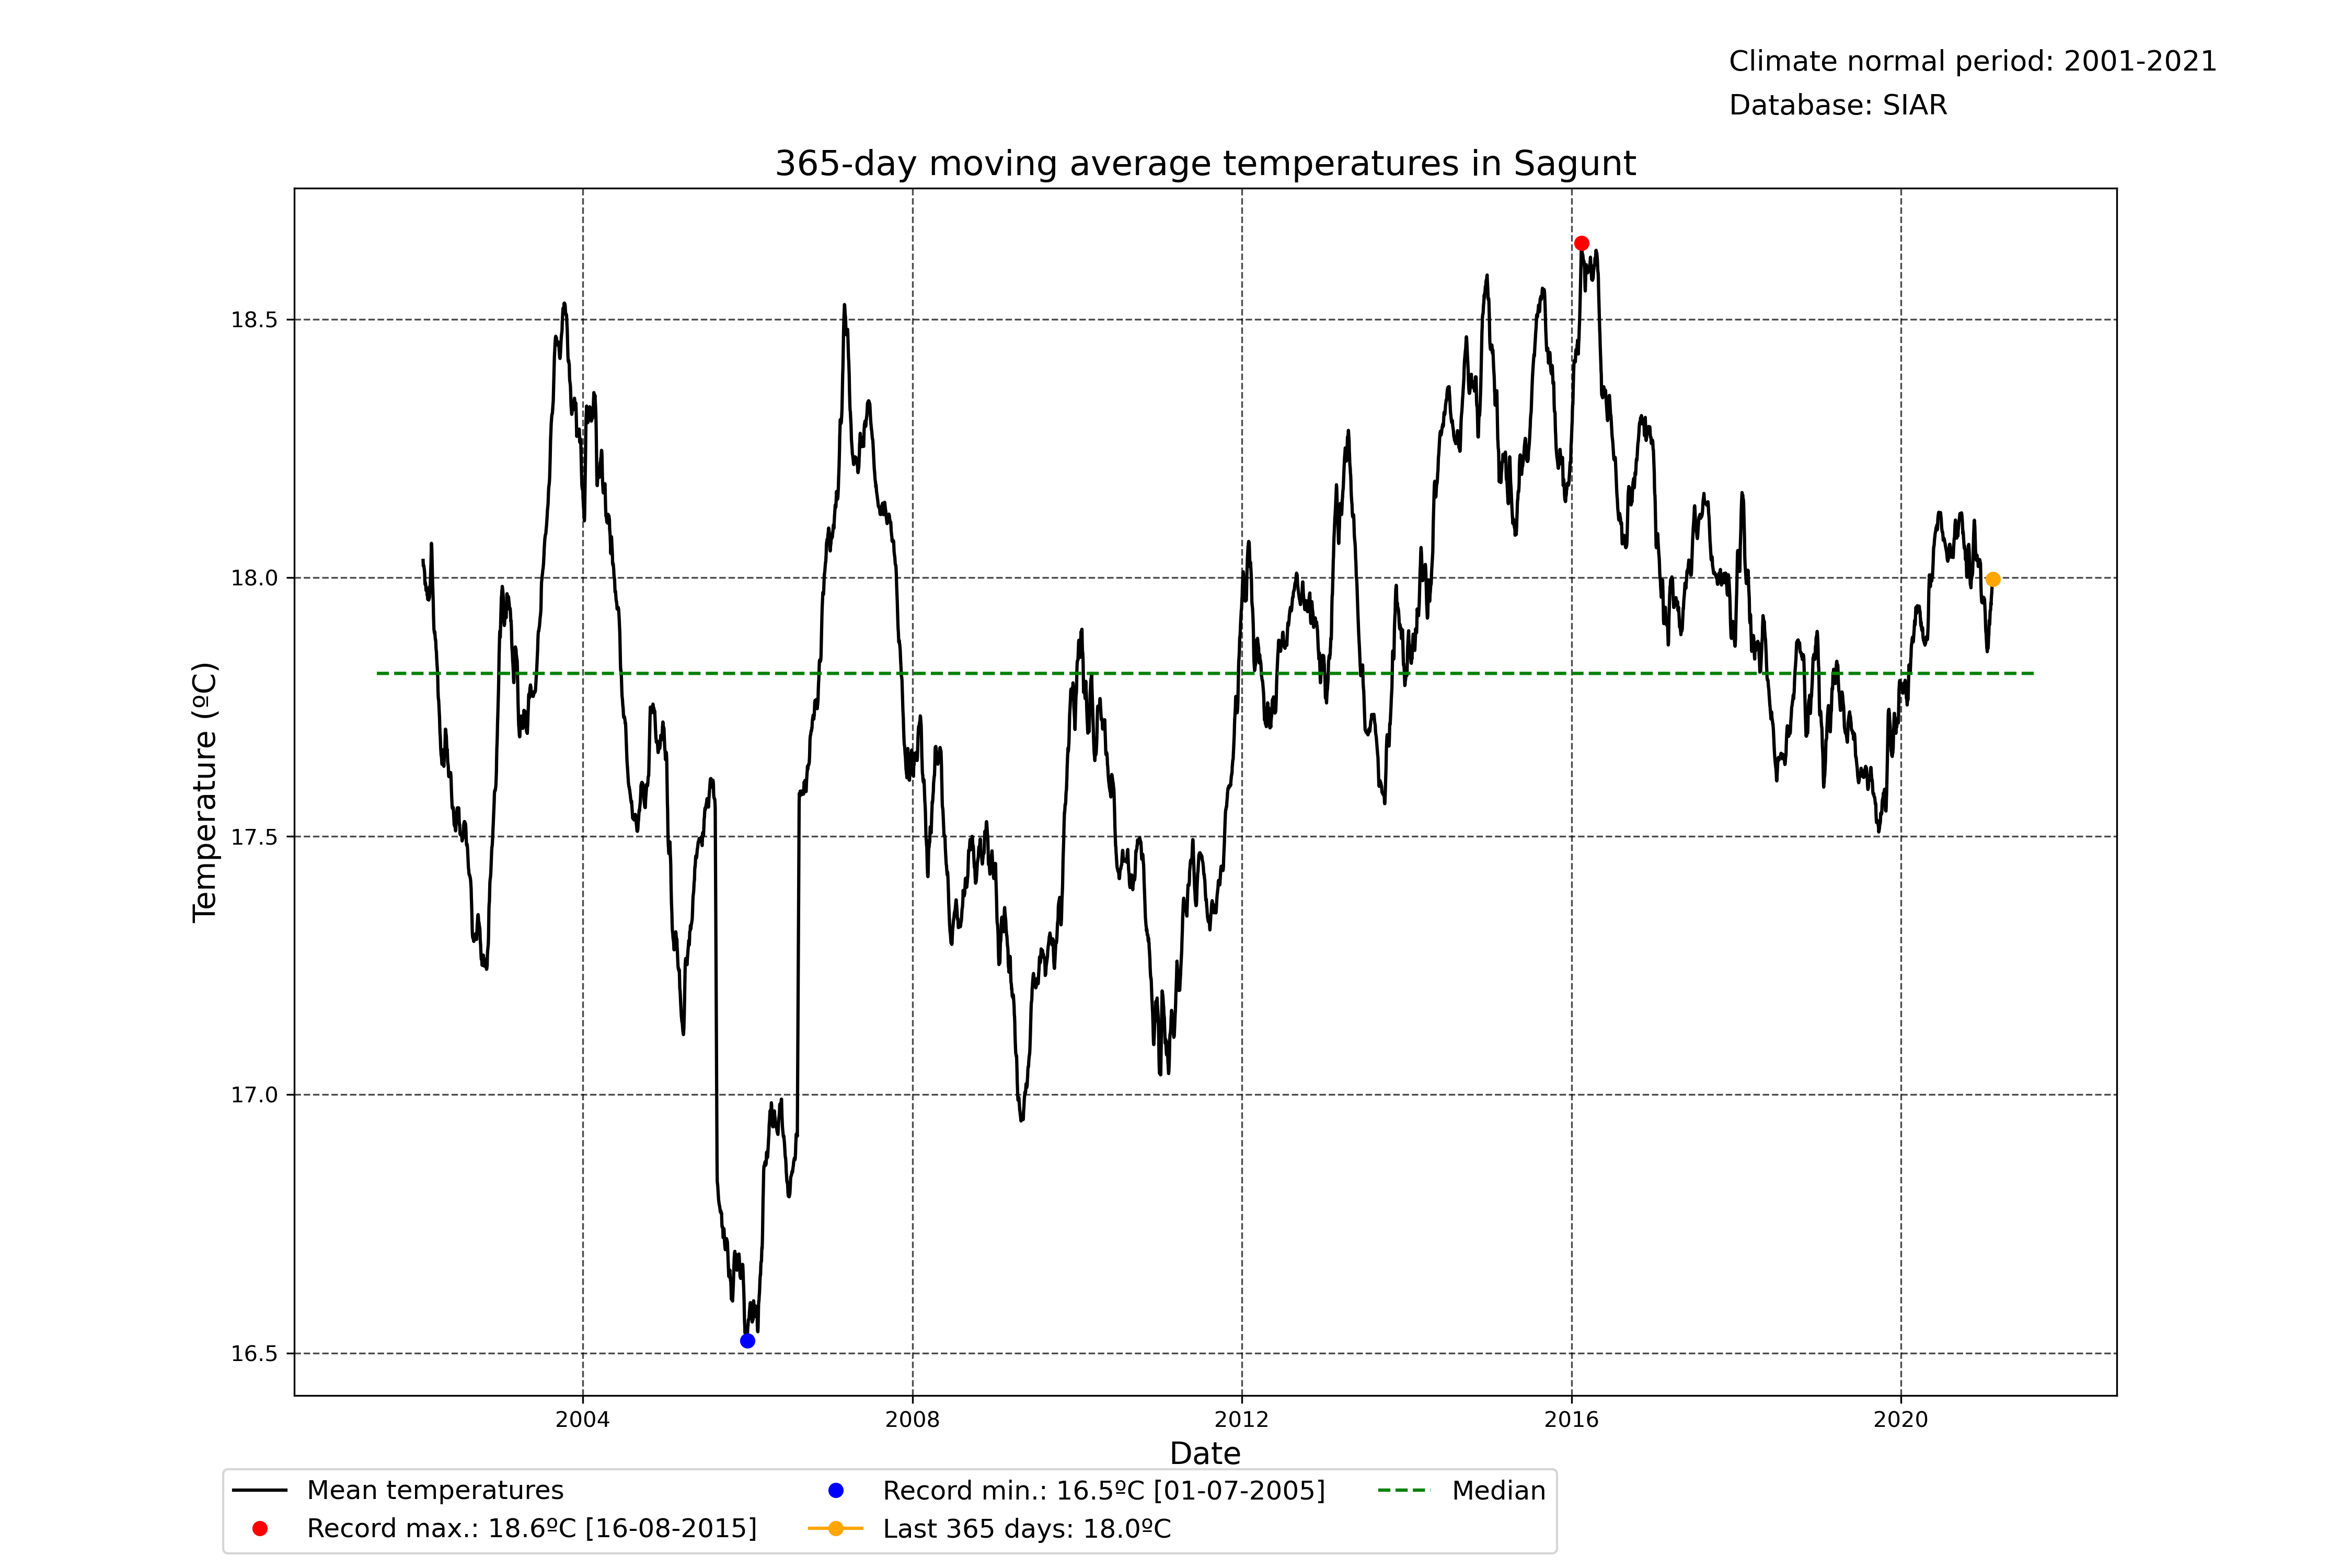 Climate normal period: 2001-2021
Database: SIAR
365-day moving average temperatures in Sagunt
18.5
18.0
17.5
17.0
16.5
Temperature (ºC)
2004 2008 2012 2016 2020
Date
Mean temperatures
Record max.: 18.6ºC [16-08-2015]
Record min.: 16.5ºC [01-07-2005]
Last 365 days: 18.0ºC
Median